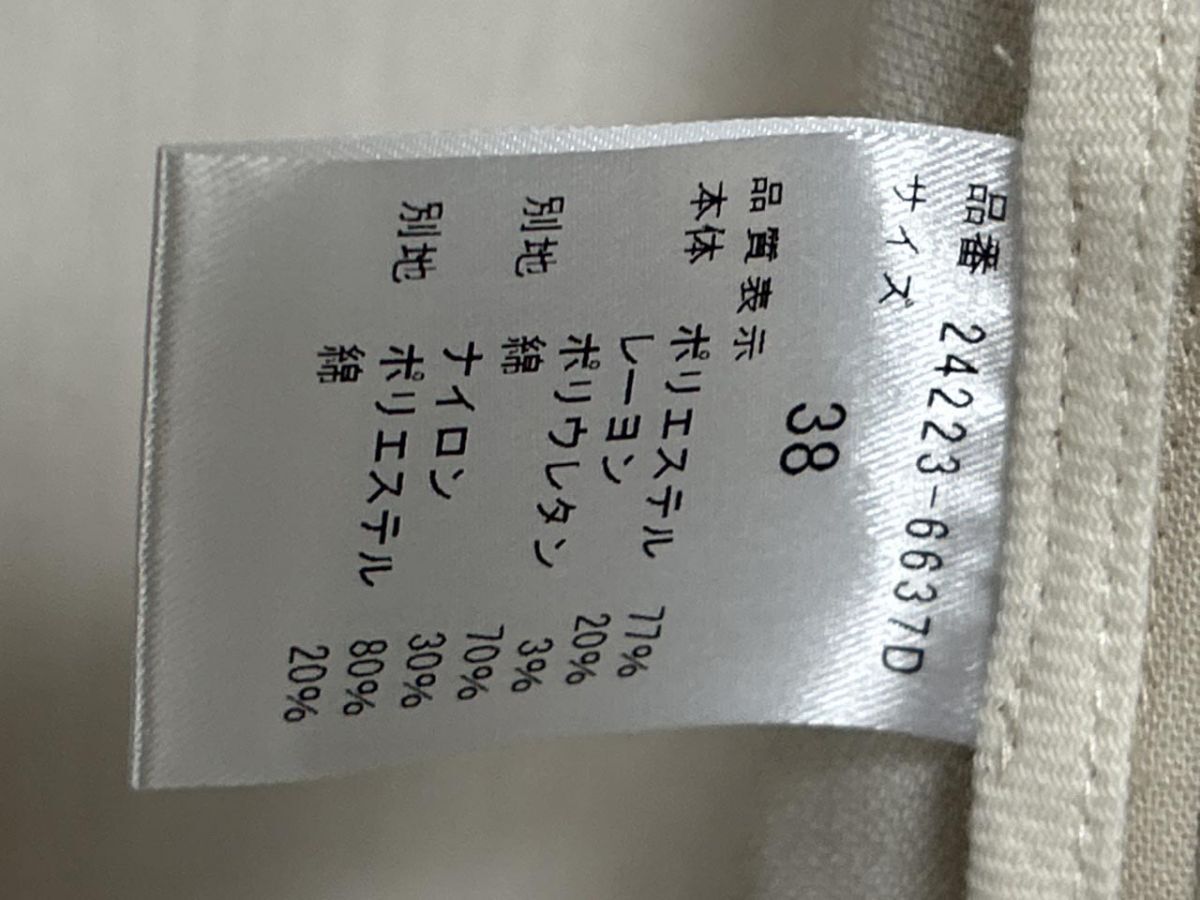 品番 24223-6637D
サイズ
38
品質表示
本体 ポリエステル 77%
レーヨン 20%
ポリウレタン 3%
別地 綿 70%
ナイロン 30%
別地 ポリエステル 80%
綿 20%